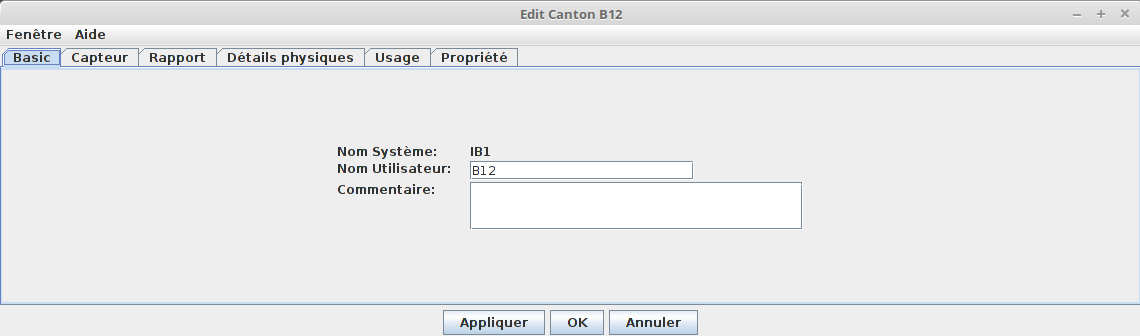 Edit Canton B12
Fenêtre Aide
Basic Capteur Rapport Détails physiques Usage Propriété
Nom Système: IB1
Nom Utilisateur: B12
Commentaire:
Appliquer OK Annuler